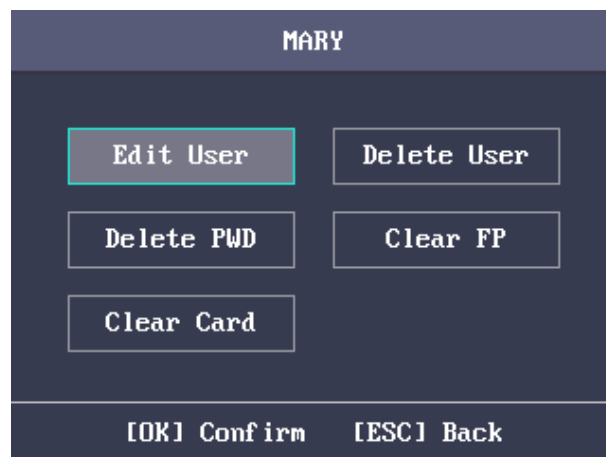 MARY
Edit User
Delete User
Delete PWD
Clear FP
Clear Card
[OK] Confirm [ESC] Back